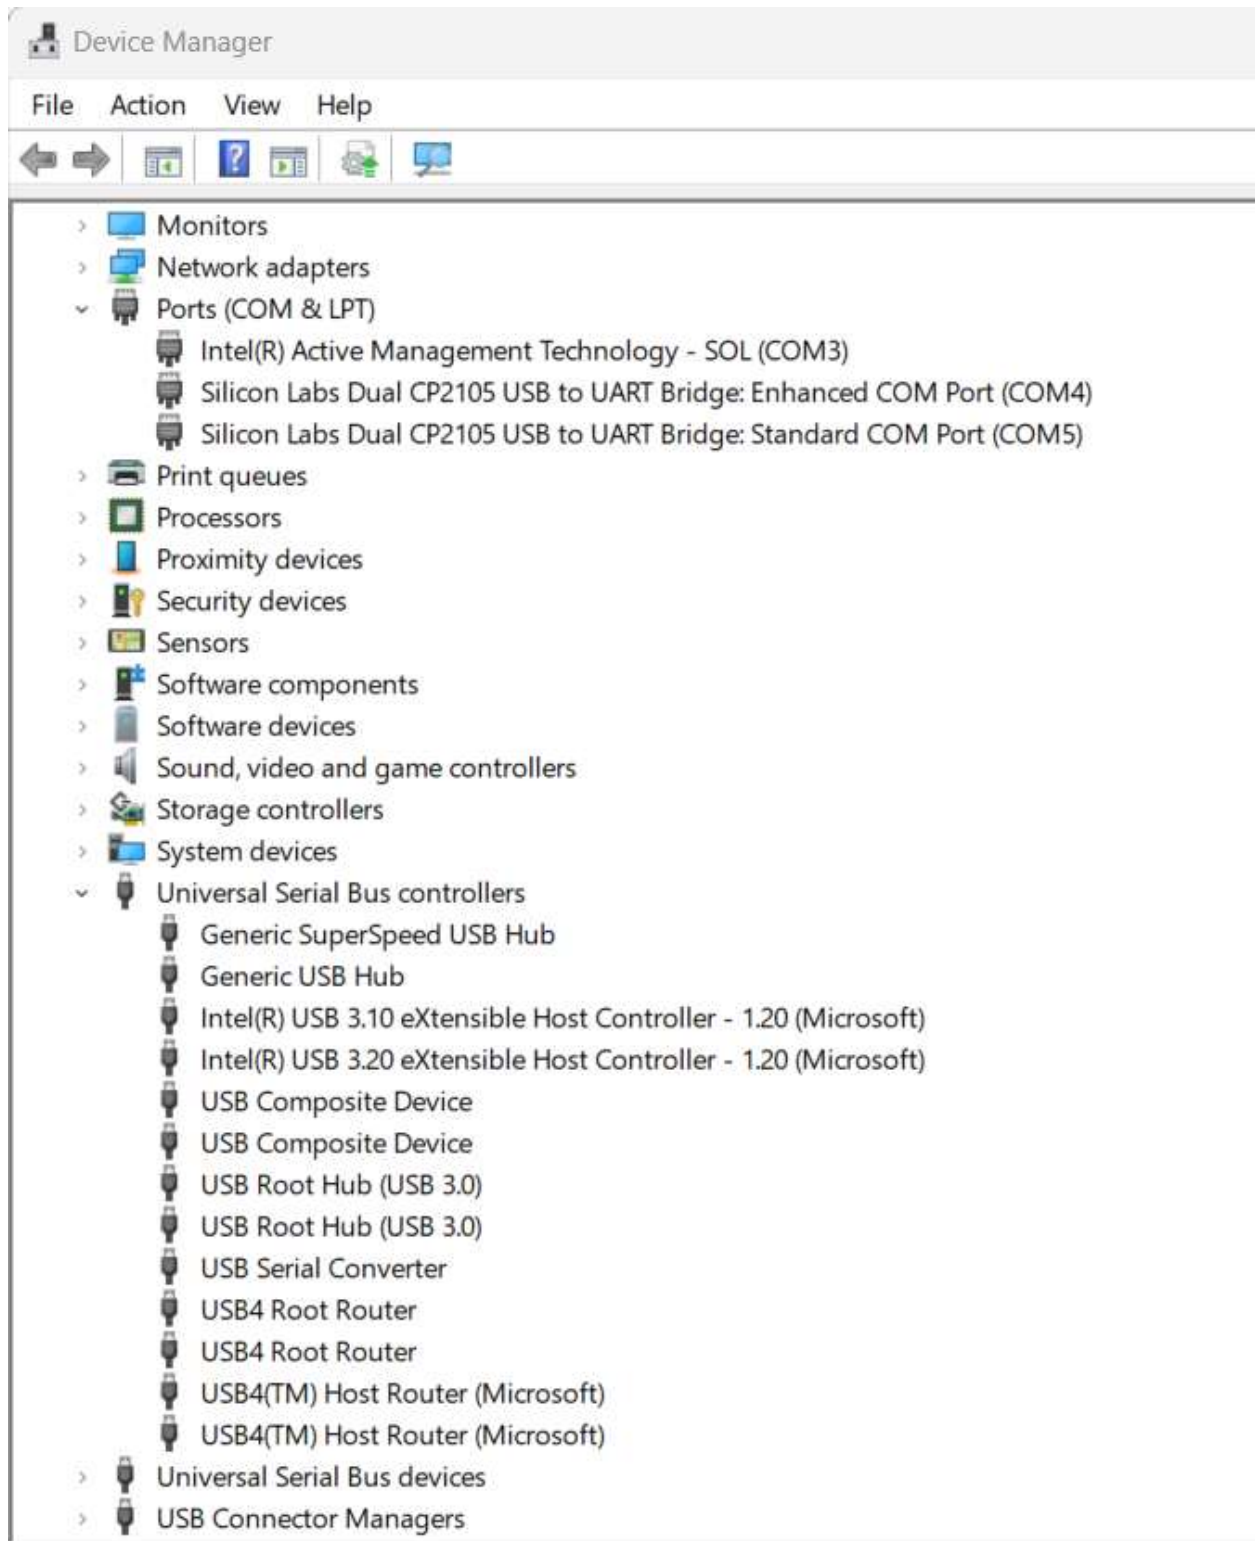 Device Manager
File Action View Help
Monitors
Network adapters
Ports (COM & LPT)
Intel(R) Active Management Technology - SOL (COM3)
Silicon Labs Dual CP2105 USB to UART Bridge: Enhanced COM Port (COM4)
Silicon Labs Dual CP2105 USB to UART Bridge: Standard COM Port (COM5)
Print queues
Processors
Proximity devices
Security devices
Sensors
Software components
Software devices
Sound, video and game controllers
Storage controllers
System devices
Universal Serial Bus controllers
Generic SuperSpeed USB Hub
Generic USB Hub
Intel(R) USB 3.10 eXtensible Host Controller - 1.20 (Microsoft)
Intel(R) USB 3.20 eXtensible Host Controller - 1.20 (Microsoft)
USB Composite Device
USB Composite Device
USB Root Hub (USB 3.0)
USB Root Hub (USB 3.0)
USB Serial Converter
USB4 Root Router
USB4 Root Router
USB4(TM) Host Router (Microsoft)
USB4(TM) Host Router (Microsoft)
Universal Serial Bus devices
USB Connector Managers